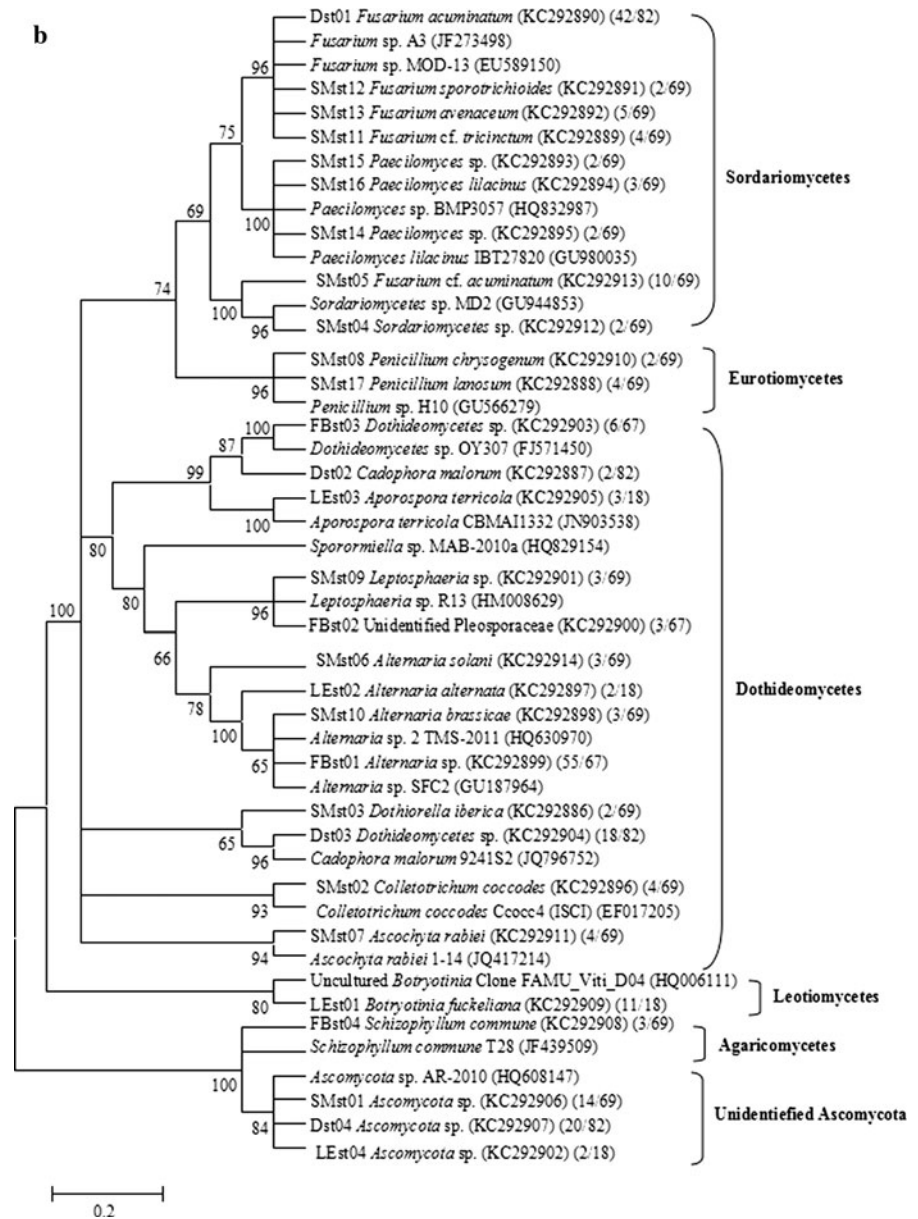 b
Dst01 Fusarium acuminatum (KC292890) (42/82)
Fusarium sp. A3 (JF273498)
Fusarium sp. MOD-13 (EU589150)
96
SMst12 Fusarium sporotrichioides (KC292891) (2/69)
SMst13 Fusarium avenaceum (KC292892) (5/69)
75
SMst11 Fusarium cf. tricinctum (KC292889) (4/69)
SMst15 Paecilomyces sp. (KC292893) (2/69)
Sordariomycetes
SMst16 Paecilomyces lilacinus (KC292894) (3/69)
69
Paecilomyces sp. BMP3057 (HQ832987)
100
SMst14 Paecilomyces sp. (KC292895) (2/69)
Paecilomyces lilacinus IBT27820 (GU980035)
74
SMst05 Fusarium cf. acuminatum (KC292913) (10/69)
100
Sordariomycetes sp. MD2 (GU944853)
96
SMst04 Sordariomycetes sp. (KC292912) (2/69)
SMst08 Penicillium chrysogenum (KC292910) (2/69)
96
SMst17 Penicillium lanosum (KC292888) (4/69)
Eurotiomycetes
Penicillium sp. H10 (GU566279)
100
FBst03 Dothideomycetes sp. (KC292903) (6/67)
87
Dothideomycetes sp. OY307 (FJ571450)
99
Dst02 Cadophora malorum (KC292887) (2/82)
LEst03 Aporospora terricola (KC292905) (3/18)
100
Aporospora terricola CBMAI1332 (JN903538)
80
Sporormiella sp. MAB-2010a (HQ829154)
80
SMst09 Leptosphaeria sp. (KC292901) (3/69)
96
Leptosphaeria sp. R13 (HM008629)
100
FBst02 Unidentified Pleosporaceae (KC292900) (3/67)
66
SMst06 Alternaria solani (KC292914) (3/69)
78
LEst02 Alternaria alternata (KC292897) (2/18)
Dothideomycetes
100
SMst10 Alternaria brassicae (KC292898) (3/69)
Alternaria sp. 2 TMS-2011 (HQ630970)
65
FBst01 Alternaria sp. (KC292899) (55/67)
Alternaria sp. SFC2 (GU187964)
SMst03 Dothiorella iberica (KC292886) (2/69)
65
Dst03 Dothideomycetes sp. (KC292904) (18/82)
96
Cadophora malorum 9241S2 (JQ796752)
SMst02 Colletotrichum coccodes (KC292896) (4/69)
93
Colletotrichum coccodes Ccocc4 (ISCI) (EF017205)
SMst07 Ascochyta rabiei (KC292911) (4/69)
94
Ascochyta rabiei 1-14 (JQ417214)
Uncultured Botryotinia Clone FAMU_Viti_D04 (HQ006111)
80
LEst01 Botryotinia fuckeliana (KC292909) (11/18)
Leotiomycetes
FBst04 Schizophyllum commune (KC292908) (3/69)
Schizophyllum commune T28 (JF439509)
Agaricomycetes
100
Ascomycota sp. AR-2010 (HQ608147)
SMst01 Ascomycota sp. (KC292906) (14/69)
84
Dst04 Ascomycota sp. (KC292907) (20/82)
Unidentiefied Ascomycota
LEst04 Ascomycota sp. (KC292902) (2/18)
0.2